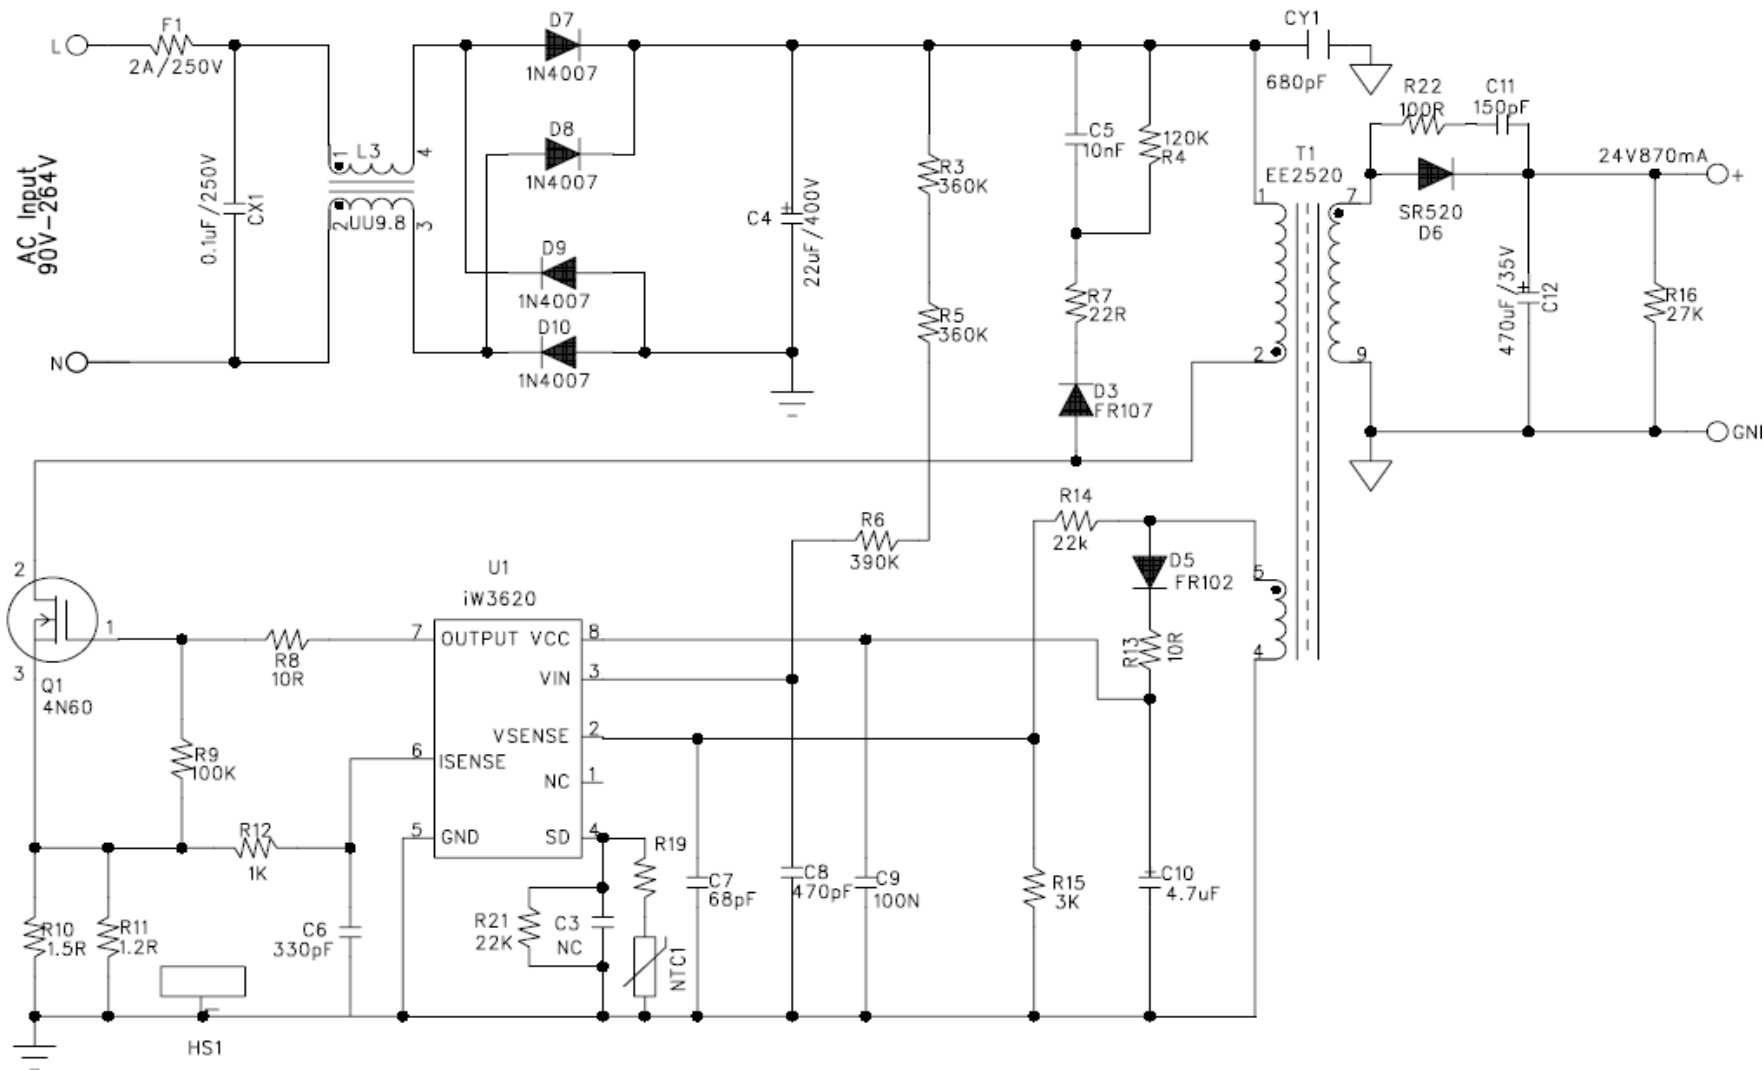 L
F1
2A/250V
AC Input
90V-264V
N
0.1uF/250V
CX1
1
L3
4
2
UU9.8
3
D7
1N4007
D8
1N4007
D9
1N4007
D10
1N4007
C4
+
22uF/400V
R3
360K
R5
360K
C5
10nF
120K
R4
R7
22R
D3
FR107
CY1
680pF
T1
EE2520
1
2
7
9
5
4
R22
100R
C11
150pF
SR520
D6
24V870mA
+
470uF/35V
+
C12
R16
27K
GN
R14
22k
D5
FR102
R13
10R
R6
390K
U1
iW3620
OUTPUT
VCC
VIN
VSENSE
ISENSE
NC
GND
SD
7
8
3
2
6
1
5
4
2
1
3
Q1
4N60
R8
10R
R9
100K
R12
1K
R10
1.5R
R11
1.2R
C6
330pF
HS1
R19
R21
22K
C3
NC
NTC1
C7
68pF
C8
470pF
C9
100N
R15
3K
+
C10
4.7uF